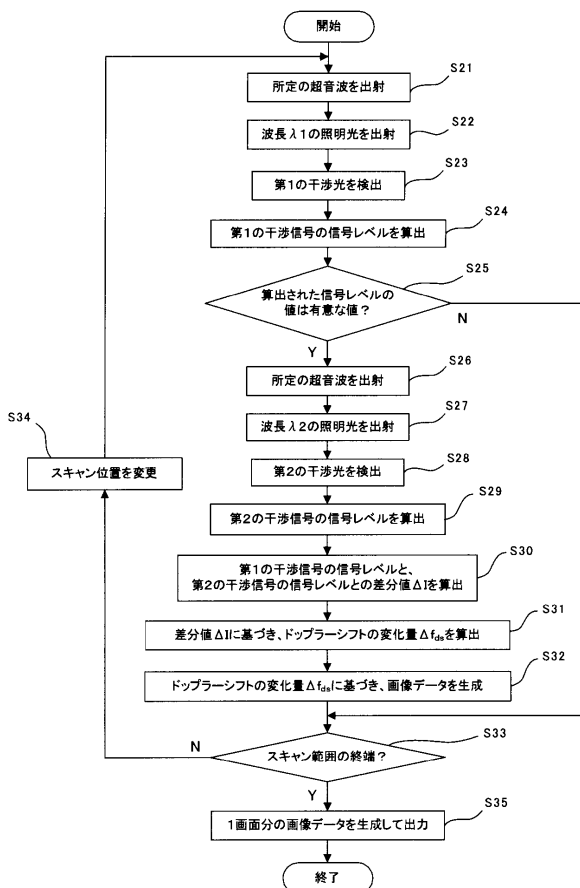 開始
S21
所定の超音波を出射
S22
波長λ1の照明光を出射
S23
第1の干渉光を検出
S24
第1の干渉信号の信号レベルを算出
S25
算出された信号レベルの
値は有意な値？
N
Y
S26
所定の超音波を出射
S27
波長λ2の照明光を出射
S34
スキャン位置を変更
S28
第2の干渉光を検出
S29
第2の干渉信号の信号レベルを算出
S30
第1の干渉信号の信号レベルと、
第2の干渉信号の信号レベルとの差分値ΔIを算出
S31
差分値ΔIに基づき、ドップラーシフトの変化量Δfdsを算出
S32
ドップラーシフトの変化量Δfdsに基づき、画像データを生成
S33
N
スキャン範囲の終端？
Y
S35
1画面分の画像データを生成して出力
終了